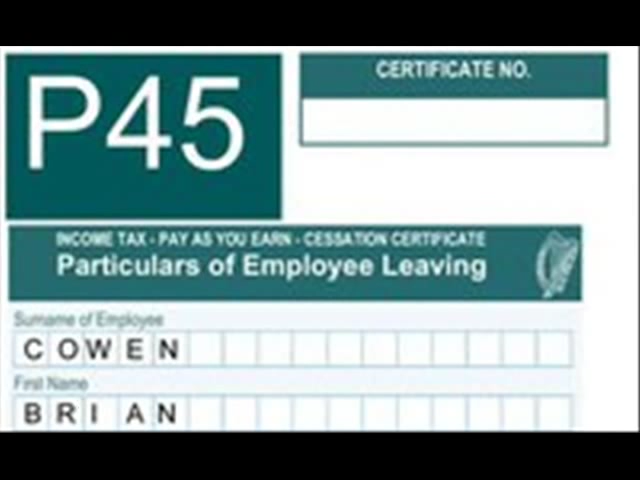 P45
CERTIFICATE NO.
INCOME TAX - PAY AS YOU EARN - CESSATION CERTIFICATE
Particulars of Employee Leaving
Surname of Employee
COWEN
First Name
BRIAN